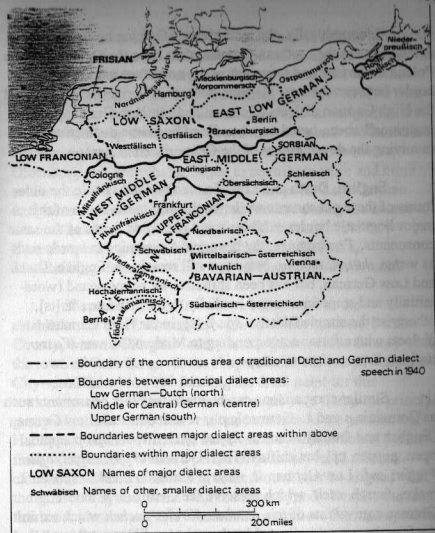 FRISIAN
Nordniedersächsisch
Hamburg
Mecklenburgisch
Vorpommersch
Ostpommersch
Nieder-
preußisch
Hoch-
preußisch
LOW SAXON
EAST LOW GERMAN
Berlin
Brandenburgisch
Ostfälisch
Westfälisch
LOW FRANCONIAN
Cologne
Mittelfränkisch
WEST MIDDLE
GERMAN
EAST MIDDLE GERMAN
Thüringisch
Obersächsisch
SORBIAN
Schlesisch
Frankfurt
Rheinfränkisch
UPPER
FRANCONIAN
Nordbairisch
Schwäbisch
Niederalemannisch
Mittelbairisch–österreichisch
Vienna
Munich
BAVARIAN–AUSTRIAN
Hochalemannisch
Südbairisch–österreichisch
Berne
Höchstalemannisch
Boundary of the continuous area of traditional Dutch and German dialect
speech in 1940
Boundaries between principal dialect areas:
Low German–Dutch (north)
Middle (or Central) German (centre)
Upper German (south)
Boundaries between major dialect areas within above
Boundaries within major dialect areas
LOW SAXON Names of major dialect areas
Schwäbisch Names of other, smaller dialect areas
0 300 km
0 200 miles